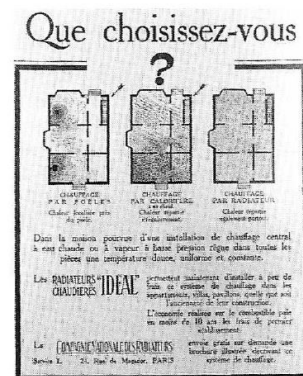 Que choisissez-vous
?
CHAUFFAGE
PAR POÊLES
Chaleur localisée près
du poêle.
CHAUFFAGE
PAR CALORIFÈRE
Chaleur répartie
CHAUFFAGE
PAR RADIATEUR
Chaleur répartie
également partout.
Dans la maison pourvue d'une installation de chauffage central
à eau chaude ou à vapeur à basse pression règne dans toutes les
pièces une température douce, uniforme et constante.
Les RADIATEURS "IDEAL" permettent maintenant d'installer à peu de
CHAUDIÈRES frais ce système de chauffage dans les
appartements, villas, pavillons, quelle que soit
l'ancienneté de leur construction.
L'économie réalisée sur le combustible paie
en moins de 10 ans les frais de premier
établissement.
La COMPAGNIE NATIONALE DES RADIATEURS envoie gratis sur demande une
brochure illustrée décrivant ce
Service L. Rue de PARIS système de chauffage.